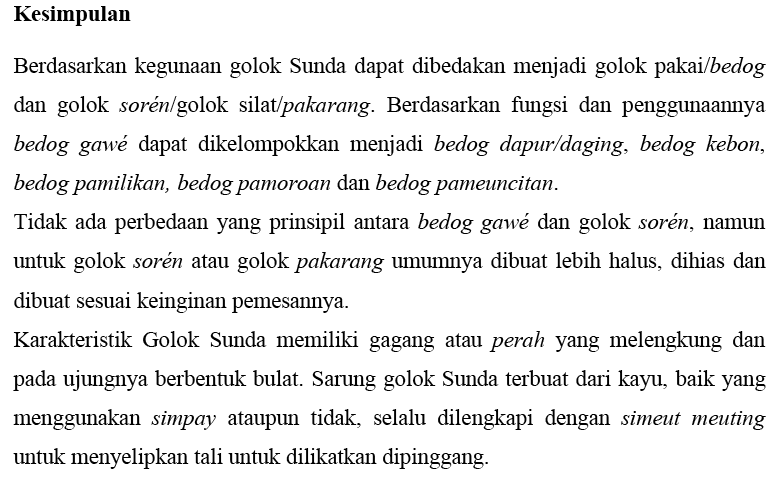 Kesimpulan
Berdasarkan kegunaan golok Sunda dapat dibedakan menjadi golok pakai/bedog
dan golok sorén/golok silat/pakarang. Berdasarkan fungsi dan penggunaannya
bedog gawé dapat dikelompokkan menjadi bedog dapur/daging, bedog kebon,
bedog pamilikan, bedog pamoroan dan bedog pameuncitan.
Tidak ada perbedaan yang prinsipil antara bedog gawé dan golok sorén, namun
untuk golok sorén atau golok pakarang umumnya dibuat lebih halus, dihias dan
dibuat sesuai keinginan pemesannya.
Karakteristik Golok Sunda memiliki gagang atau perah yang melengkung dan
pada ujungnya berbentuk bulat. Sarung golok Sunda terbuat dari kayu, baik yang
menggunakan simpay ataupun tidak, selalu dilengkapi dengan simeut meuting
untuk menyelipkan tali untuk dilikatkan dipinggang.